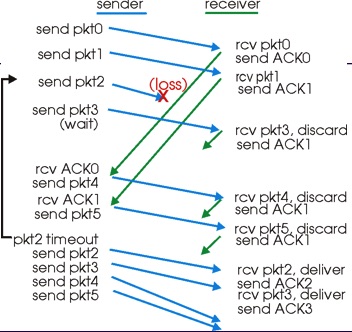 sender
receiver
send pkt0
send pkt1
send pkt2
(loss)
X
send pkt3
(wait)
rcv ACK0
send pkt4
rcv ACK1
send pkt5
pkt2 timeout
send pkt2
send pkt3
send pkt4
send pkt5
rcv pkt0
send ACK0
rcv pkt1
send ACK1
rcv pkt3, discard
send ACK1
rcv pkt4, discard
send ACK1
rcv pkt5, discard
send ACK1
rcv pkt2, deliver
send ACK2
rcv pkt3, deliver
send ACK3